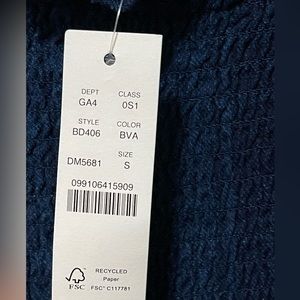 DEPT CLASS
GA4 0S1
STYLE COLOR
BD406 BVA
SIZE
DM5681 S
099106415909
RECYCLED
Paper
FSC FSC® C117781